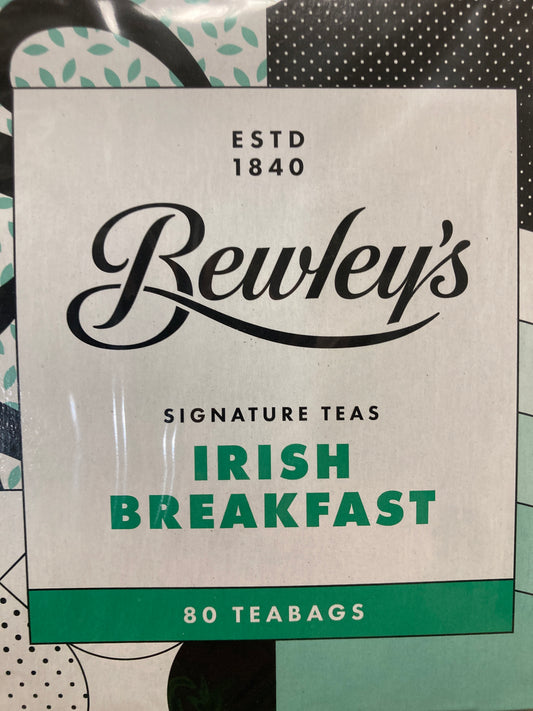 ESTD
1840
Bewley's
SIGNATURE TEAS
IRISH
BREAKFAST
80 TEABAGS